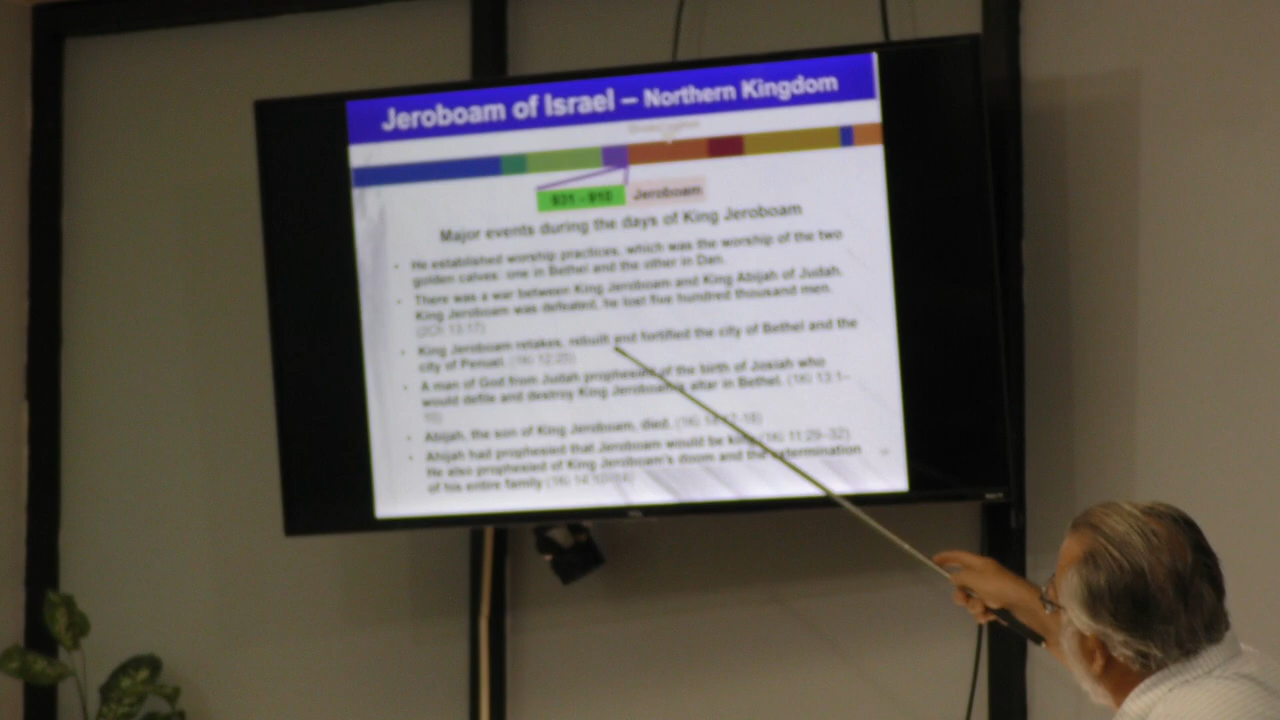 Jeroboam of Israel – Northern Kingdom
931 - 910 Jeroboam
Major events during the days of King Jeroboam
• He established worship practices, which was the worship of the two
golden calves: one in Bethel and the other in Dan.
• There was a war between King Jeroboam and King Abijah of Judah.
King Jeroboam was defeated, he lost five hundred thousand men.
(2Ch 13:17)
• King Jeroboam retakes, rebuilt and fortified the city of Bethel and the
city of Penuel. (1Ki 12:25)
• A man of God from Judah prophesied of the birth of Josiah who
would defile and destroy King Jeroboam's altar in Bethel. (1Ki 13:1–
10)
• Abijah, the son of King Jeroboam, died.
• Ahijah had prophesied that Jeroboam would be king (1Ki 11:29–32)
He also prophesied of King Jeroboam's doom and the extermination
of his entire family